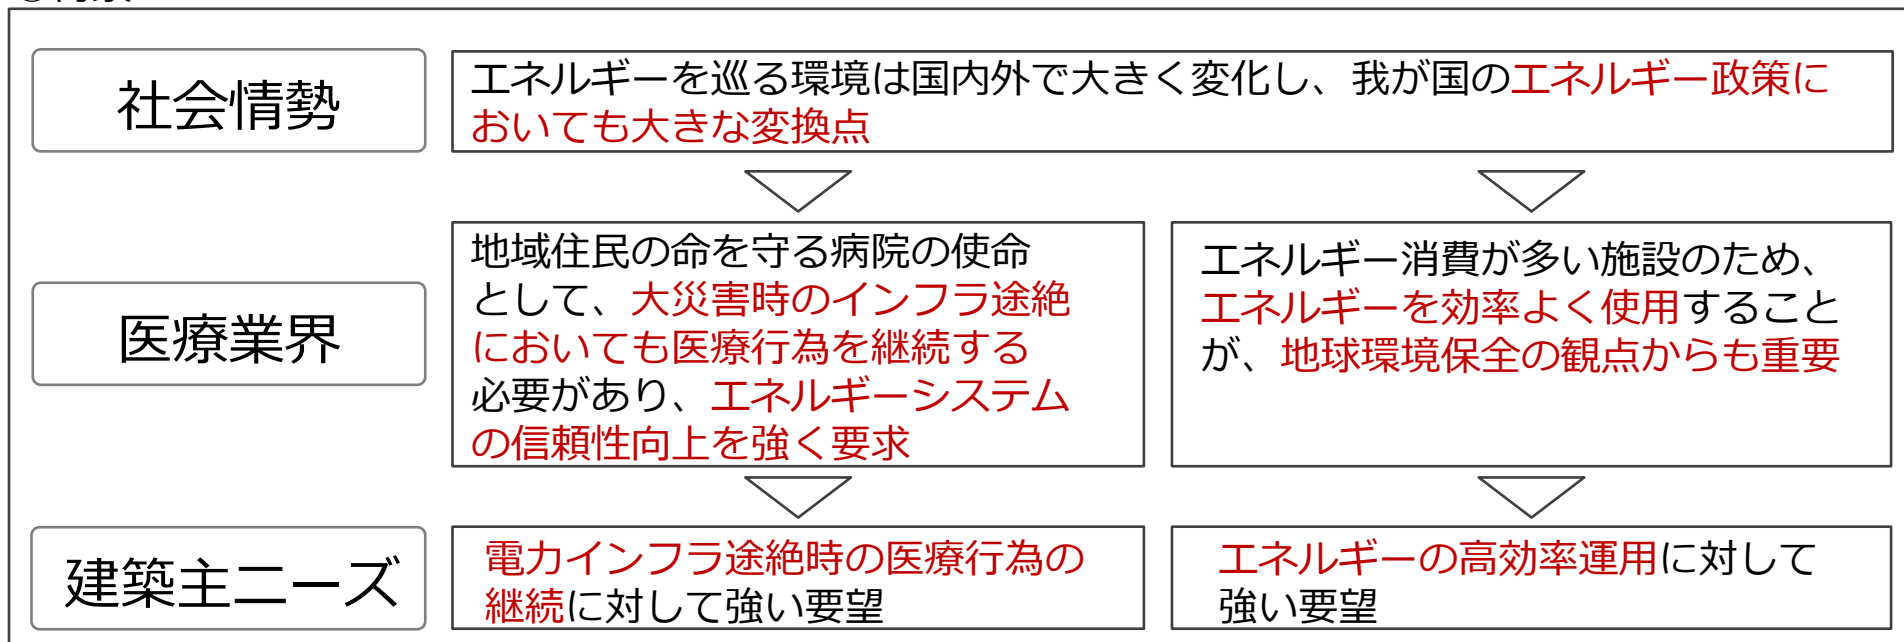 社会情勢
エネルギーを巡る環境は国内外で大きく変化し、我が国のエネルギー政策に
おいても大きな変換点
医療業界
地域住民の命を守る病院の使命
として、大災害時のインフラ途絶
においても医療行為を継続する
必要があり、エネルギーシステム
の信頼性向上を強く要求
エネルギー消費が多い施設のため、
エネルギーを効率よく使用すること
が、地球環境保全の観点からも重要
建築主ニーズ
電力インフラ途絶時の医療行為の
継続に対して強い要望
エネルギーの高効率運用に対して
強い要望